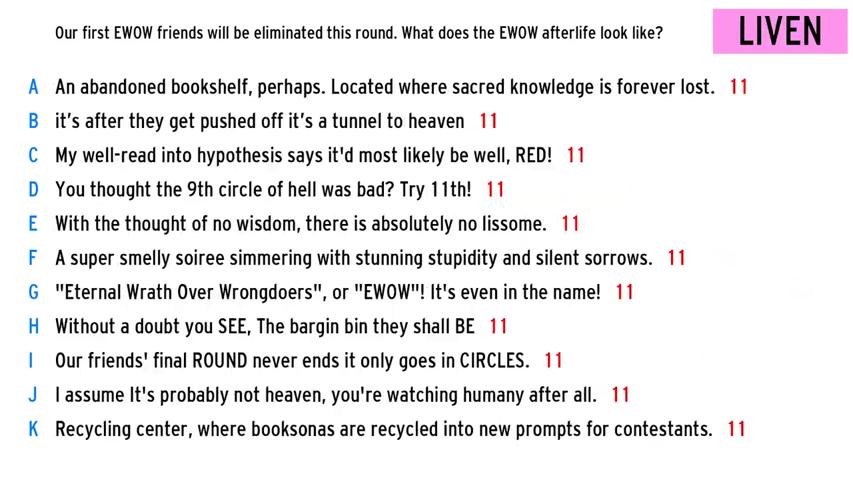 Our first EWOW friends will be eliminated this round. What does the EWOW afterlife look like?
LIVEN
A An abandoned bookshelf, perhaps. Located where sacred knowledge is forever lost. 11
B it's after they get pushed off it's a tunnel to heaven 11
C My well-read into hypothesis says it'd most likely be well, RED! 11
D You thought the 9th circle of hell was bad? Try 11th! 11
E With the thought of no wisdom, there is absolutely no lissome. 11
F A super smelly soiree simmering with stunning stupidity and silent sorrows. 11
G "Eternal Wrath Over Wrongdoers", or "EWOW"! It's even in the name! 11
H Without a doubt you SEE, The bargin bin they shall BE 11
I Our friends' final ROUND never ends it only goes in CIRCLES. 11
J I assume It's probably not heaven, you're watching humany after all. 11
K Recycling center, where booksonas are recycled into new prompts for contestants. 11